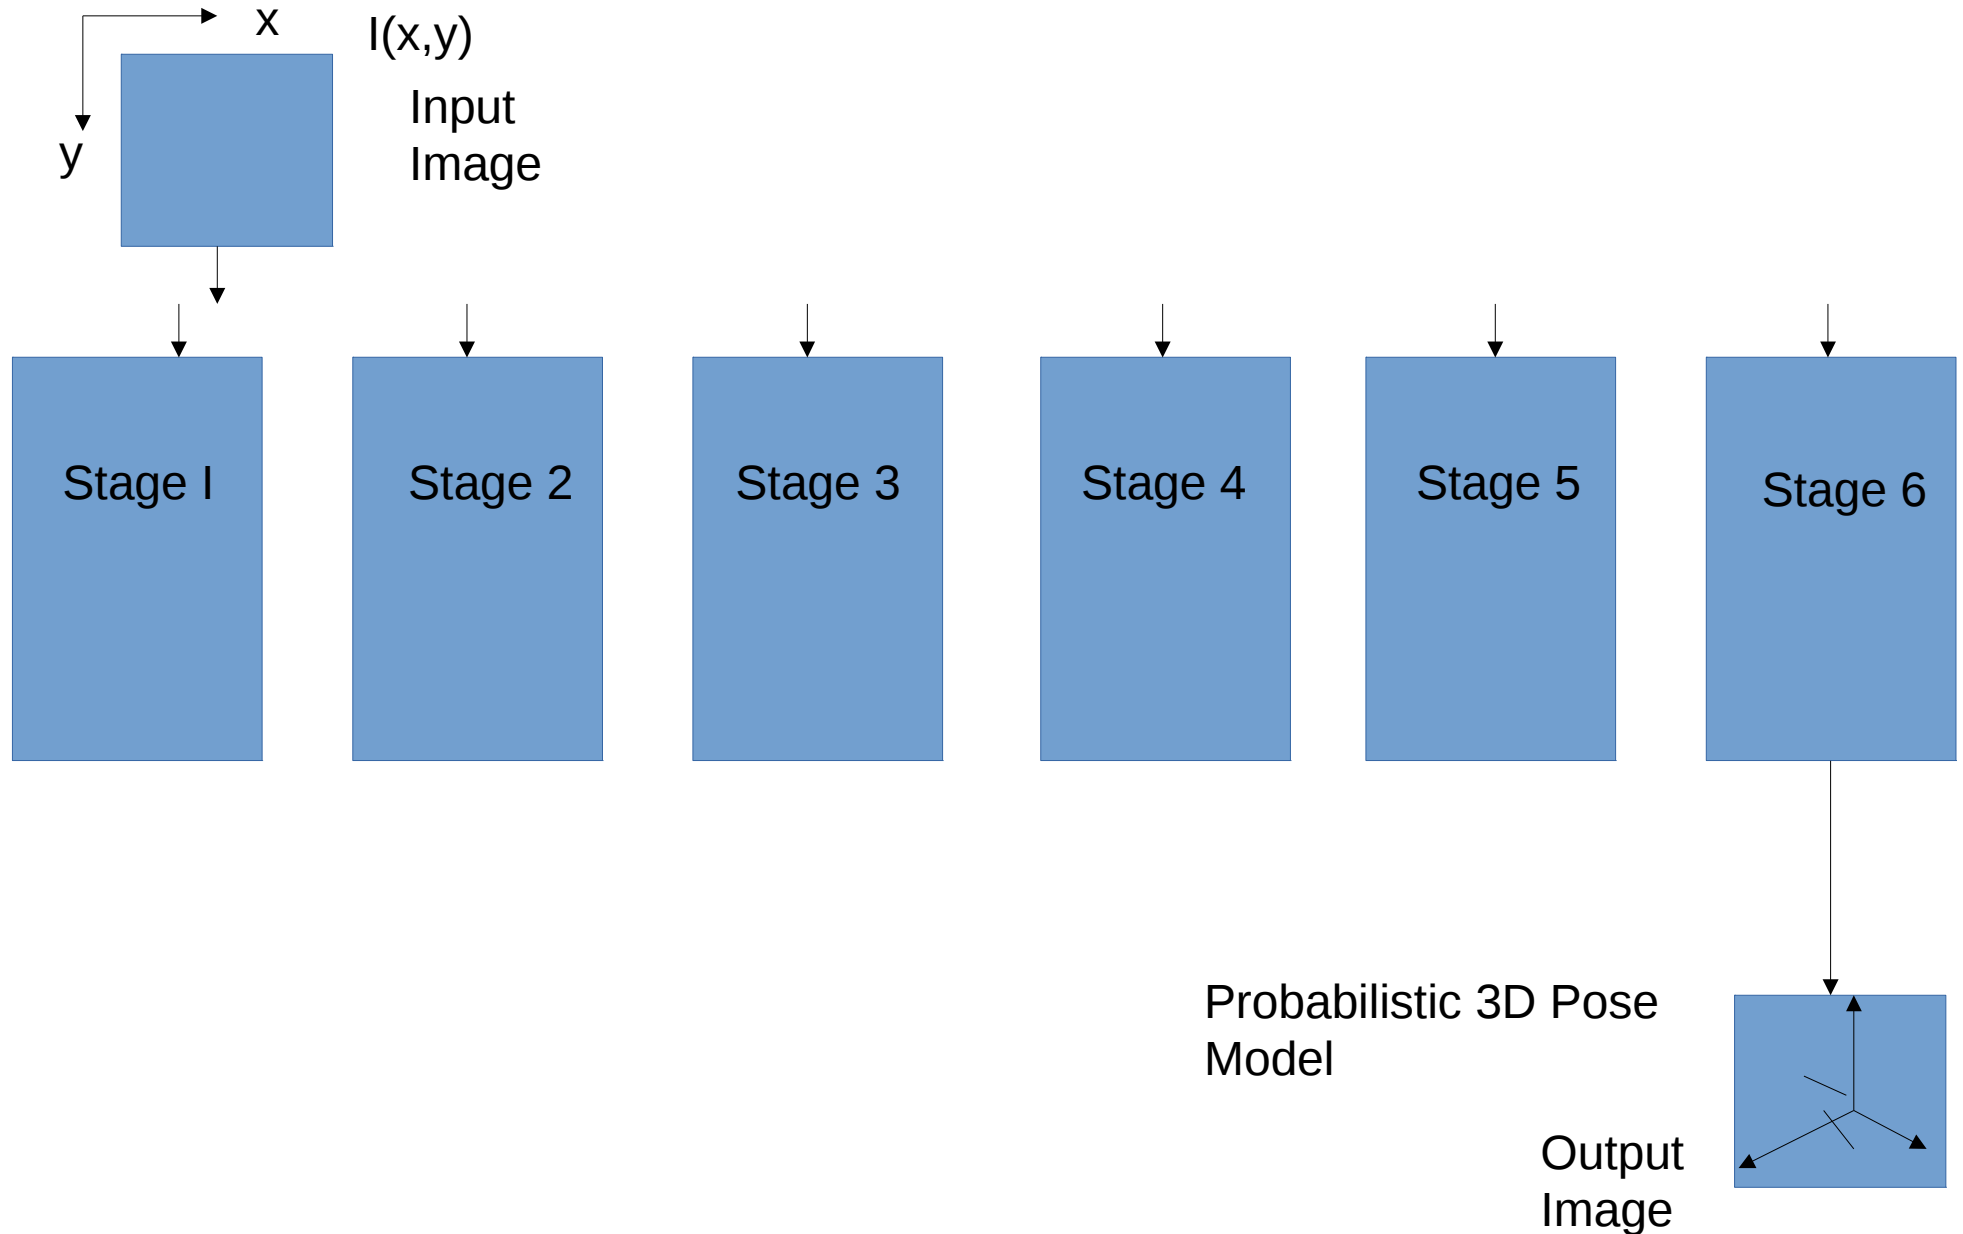 x
I(x,y)
y
Input
Image
Stage I
Stage 2
Stage 3
Stage 4
Stage 5
Stage 6
Probabilistic 3D Pose
Model
Output
Image